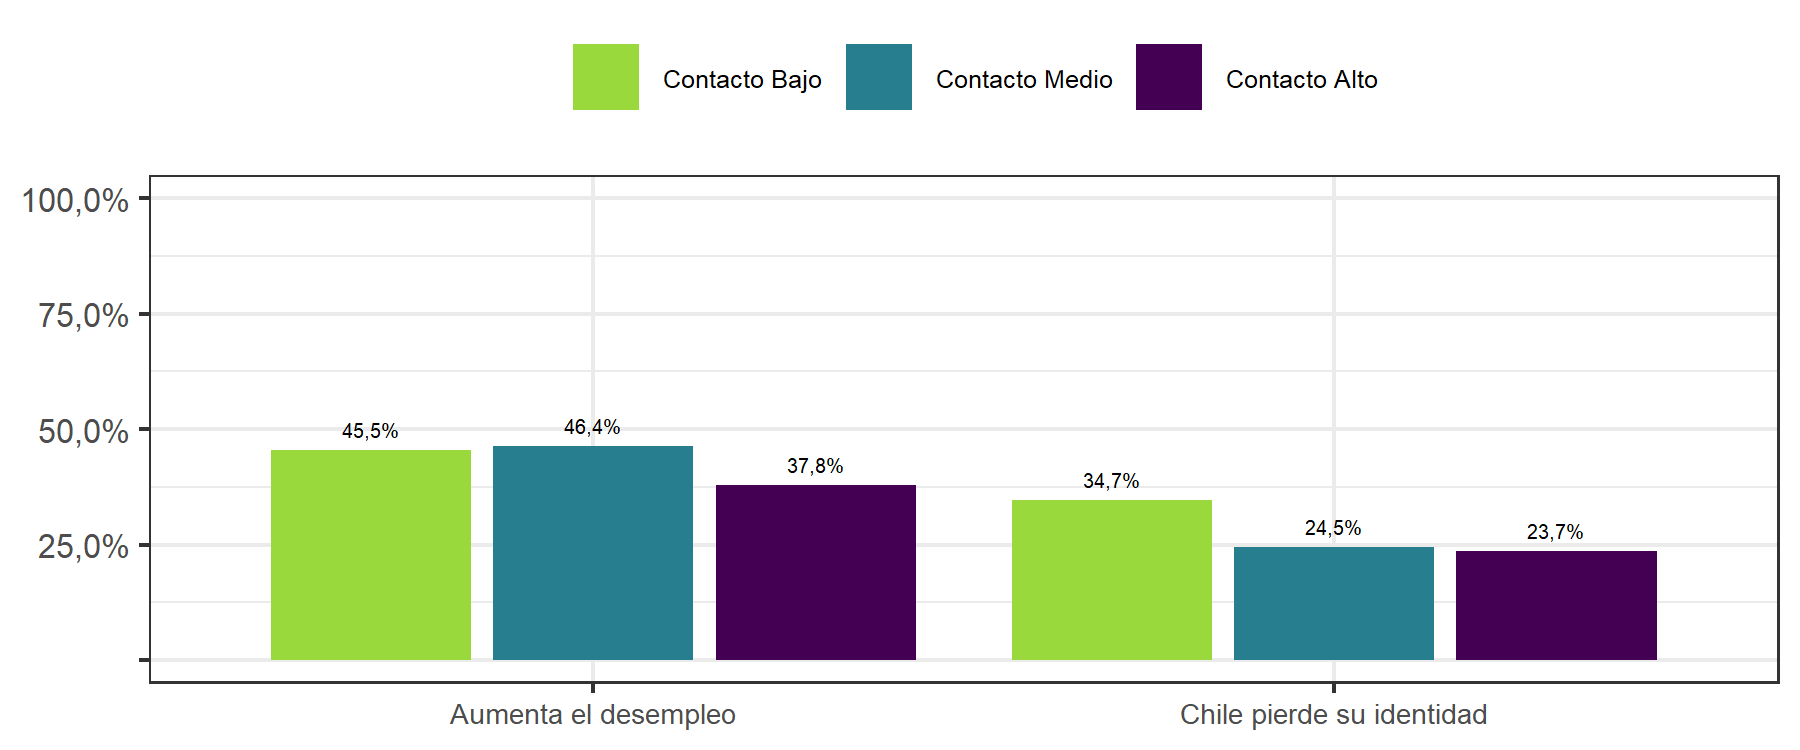 Contacto Bajo Contacto Medio Contacto Alto
100,0%
75,0%
50,0%
25,0%
45,5% 46,4% 37,8% 34,7% 24,5% 23,7%
Aumenta el desempleo Chile pierde su identidad